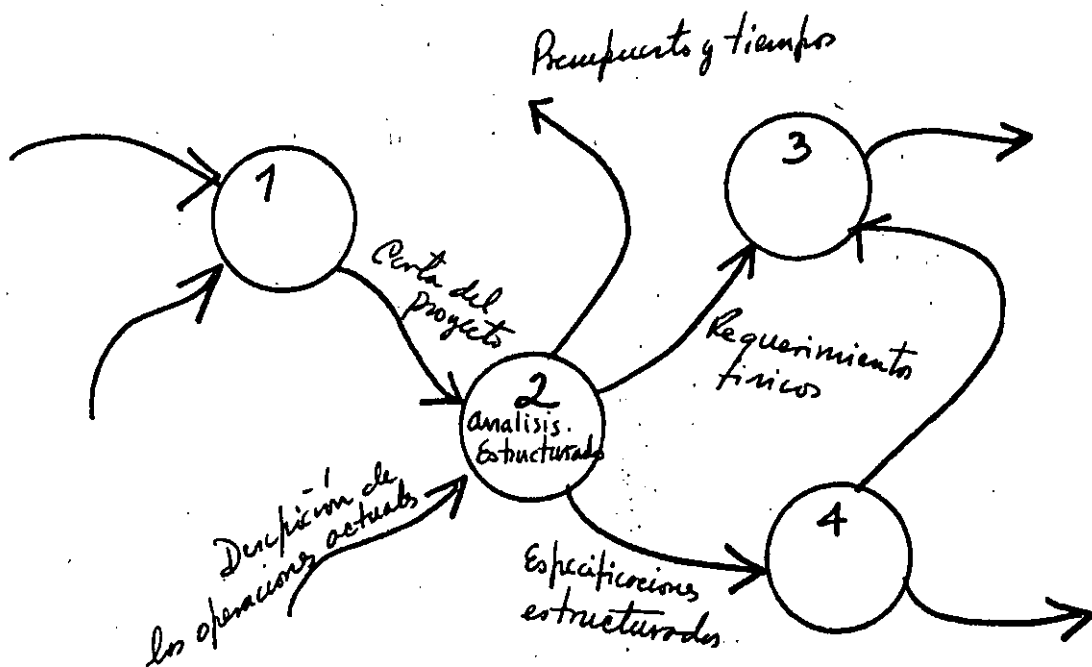 Presupuesto y tiempos
1
3
Carta del
proyecto
Requerimientos
físicos
2
Analisis.
Estructurado
Descripción de
las operaciones actuales
4
Especificaciones
estructuradas.